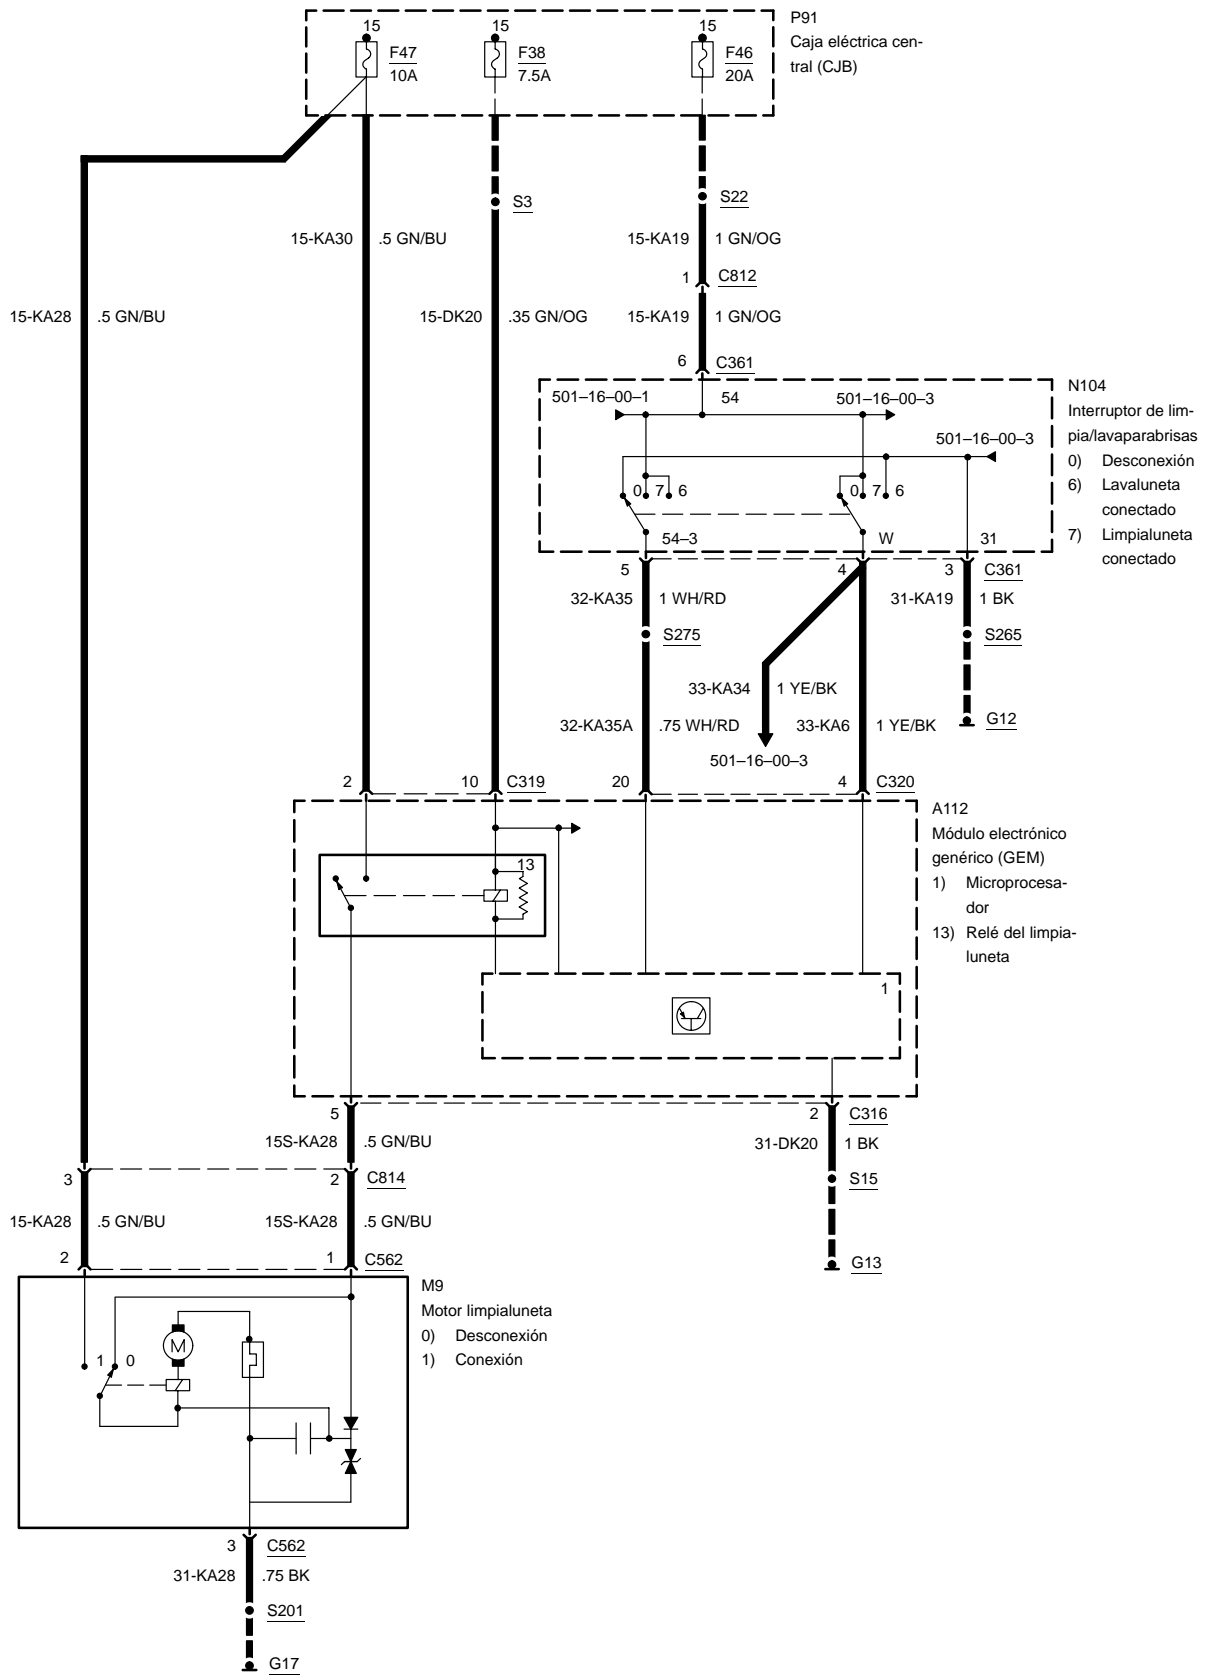 P91
Caja eléctrica cen-
tral (CJB)
15
15
15
F47
10A
F38
7.5A
F46
20A
S3
S22
15-KA30 .5 GN/BU
15-KA19 1 GN/OG
1 C812
15-KA28 .5 GN/BU
15-DK20 .35 GN/OG
15-KA19 1 GN/OG
6 C361
N104
Interruptor de lim-
pia/lavaparabrisas
0) Desconexión
6) Lavaluneta
conectado
7) Limpialuneta
conectado
501–16–00–1
54
501–16–00–3
501–16–00–3
0 7 6
0 7 6
54–3
W
31
5
4
3 C361
32-KA35 1 WH/RD
31-KA19 1 BK
S275
S265
33-KA34 1 YE/BK
32-KA35A .75 WH/RD
33-KA6 1 YE/BK
G12
501–16–00–3
2
10 C319
20
4 C320
A112
Módulo electrónico
genérico (GEM)
1) Microprocesa-
dor
13) Relé del limpia-
luneta
13
1
5
2 C316
15S-KA28 .5 GN/BU
31-DK20 1 BK
3
2 C814
S15
15-KA28 .5 GN/BU
15S-KA28 .5 GN/BU
2
1 C562
G13
M9
Motor limpialuneta
0) Desconexión
1) Conexión
1 0
M
3 C562
31-KA28 .75 BK
S201
G17